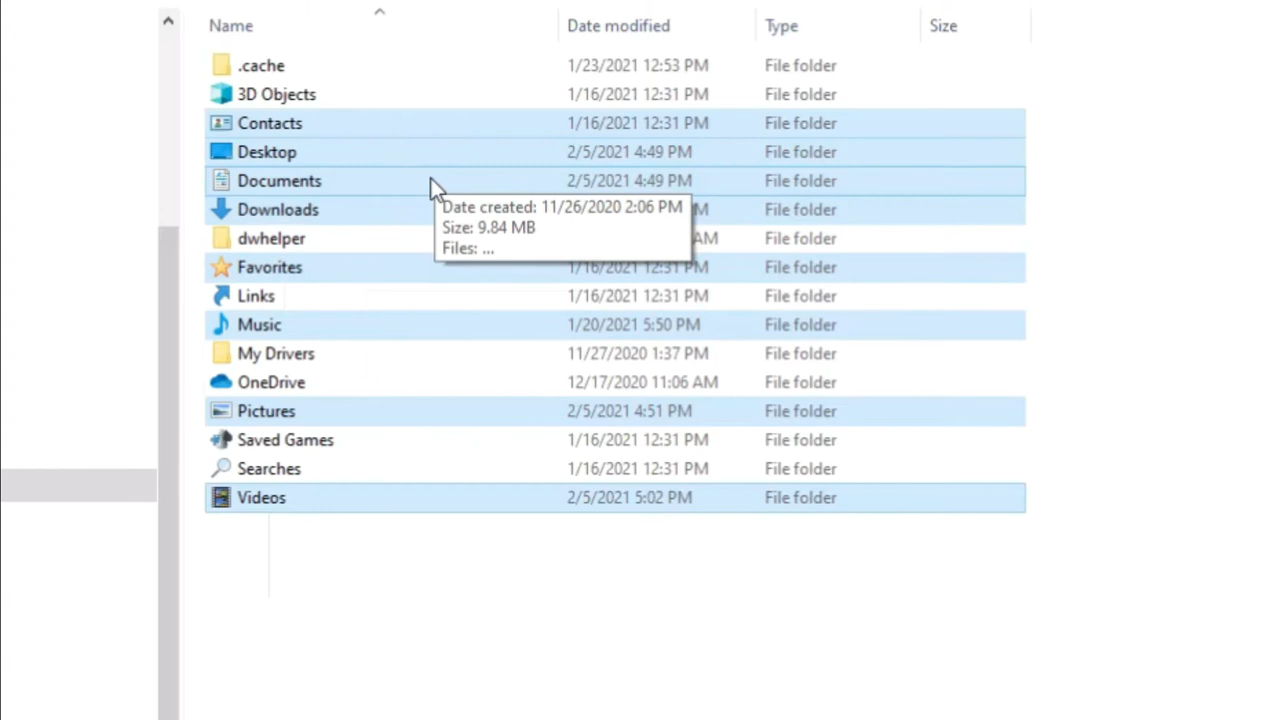 Name Date modified Type Size
.cache 1/23/2021 12:53 PM File folder
3D Objects 1/16/2021 12:31 PM File folder
Contacts 1/16/2021 12:31 PM File folder
Desktop 2/5/2021 4:49 PM File folder
Documents 2/5/2021 4:49 PM File folder
Downloads File folder
Date created: 11/26/2020 2:06 PM
Size: 9.84 MB
Files: ...
dwhelper AM File folder
Favorites 1/16/2021 12:31 PM File folder
Links 1/16/2021 12:31 PM File folder
Music 1/20/2021 5:50 PM File folder
My Drivers 11/27/2020 1:37 PM File folder
OneDrive 12/17/2020 11:06 AM File folder
Pictures 2/5/2021 4:51 PM File folder
Saved Games 1/16/2021 12:31 PM File folder
Searches 1/16/2021 12:31 PM File folder
Videos 2/5/2021 5:02 PM File folder